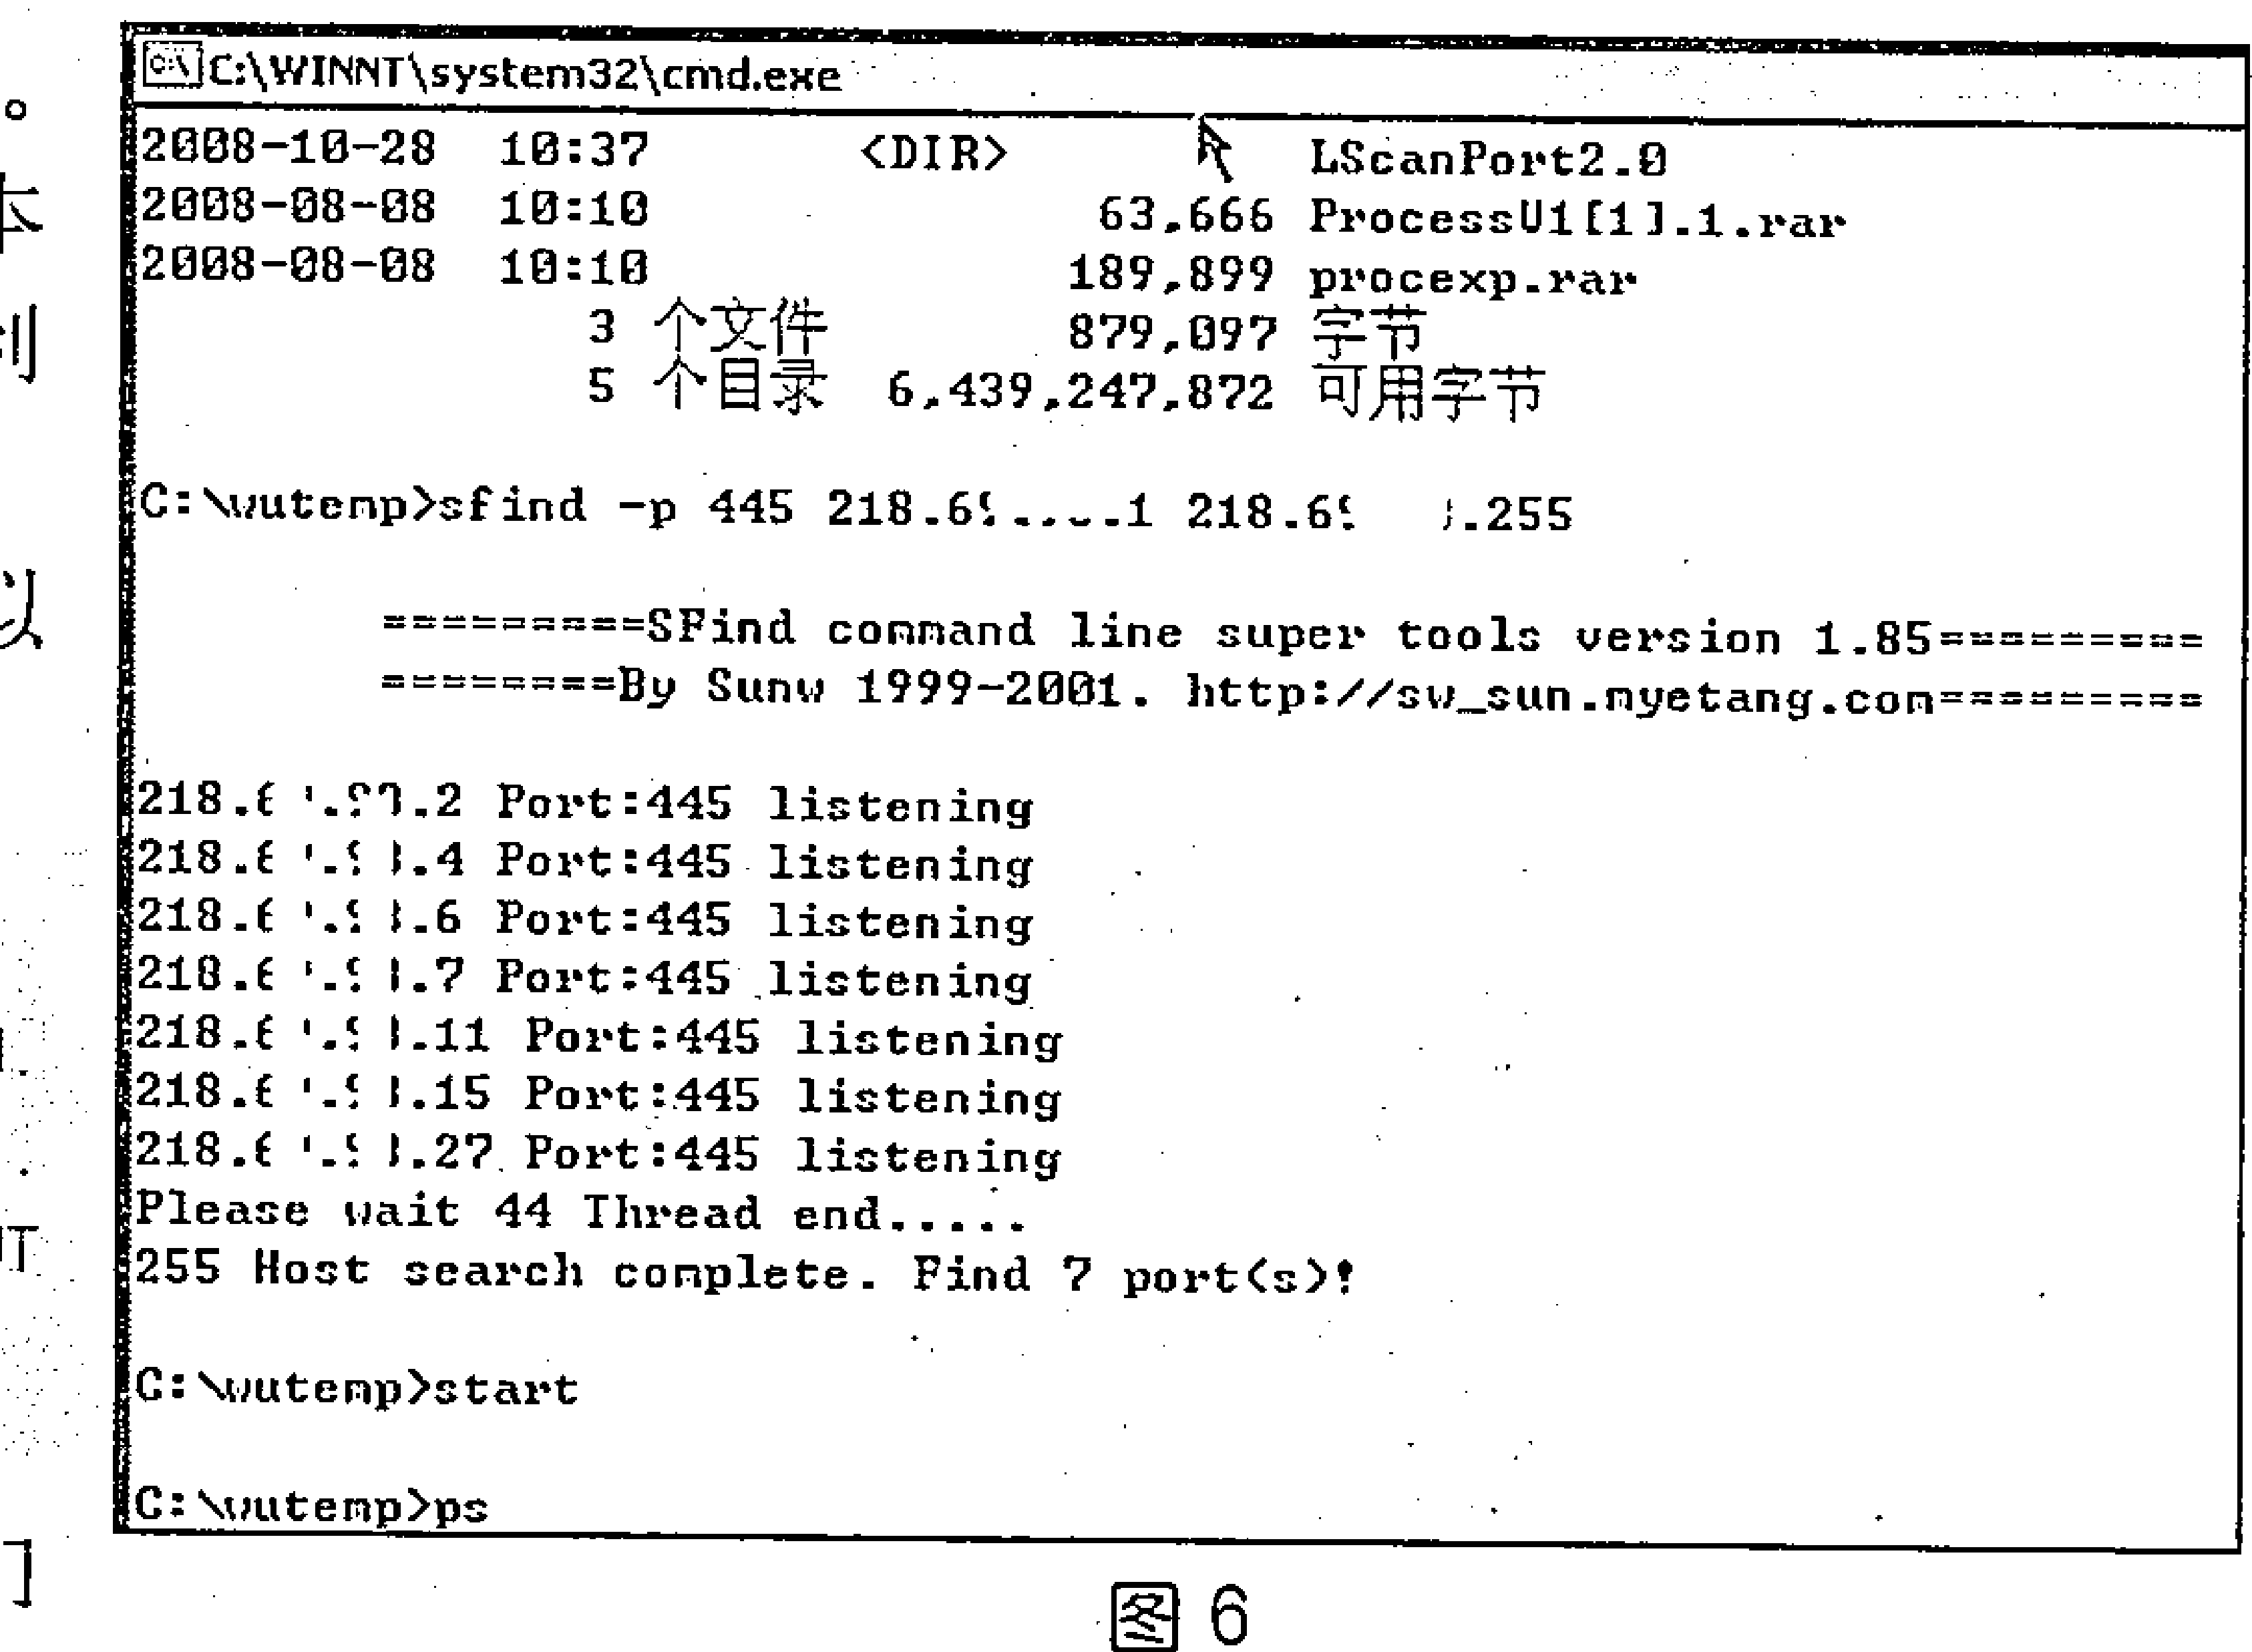 C:\WINNT\system32\cmd.exe
2008-10-28 10:37 <DIR> LScanPort2.0
2008-08-08 10:10 63,666 ProcessV1[1].1.rar
2008-08-08 10:10 189,899 procexp.rar
3 个文件 879,097 字节
5 个目录 6,439,247,872 可用字节
C:\wutemp>sfind -p 445
=========SFind command line super tools version 1.85=========
========By Sunw 1999-2001. http://sw_sun.myetang.com=========
Port:445 listening
Port:445 listening
Port:445 listening
Port:445 listening
Port:445 listening
Port:445 listening
Port:445 listening
Please wait 44 Thread end.....
255 Host search complete. Find 7 port(s)!
C:\wutemp>start
C:\wutemp>ps
图 6